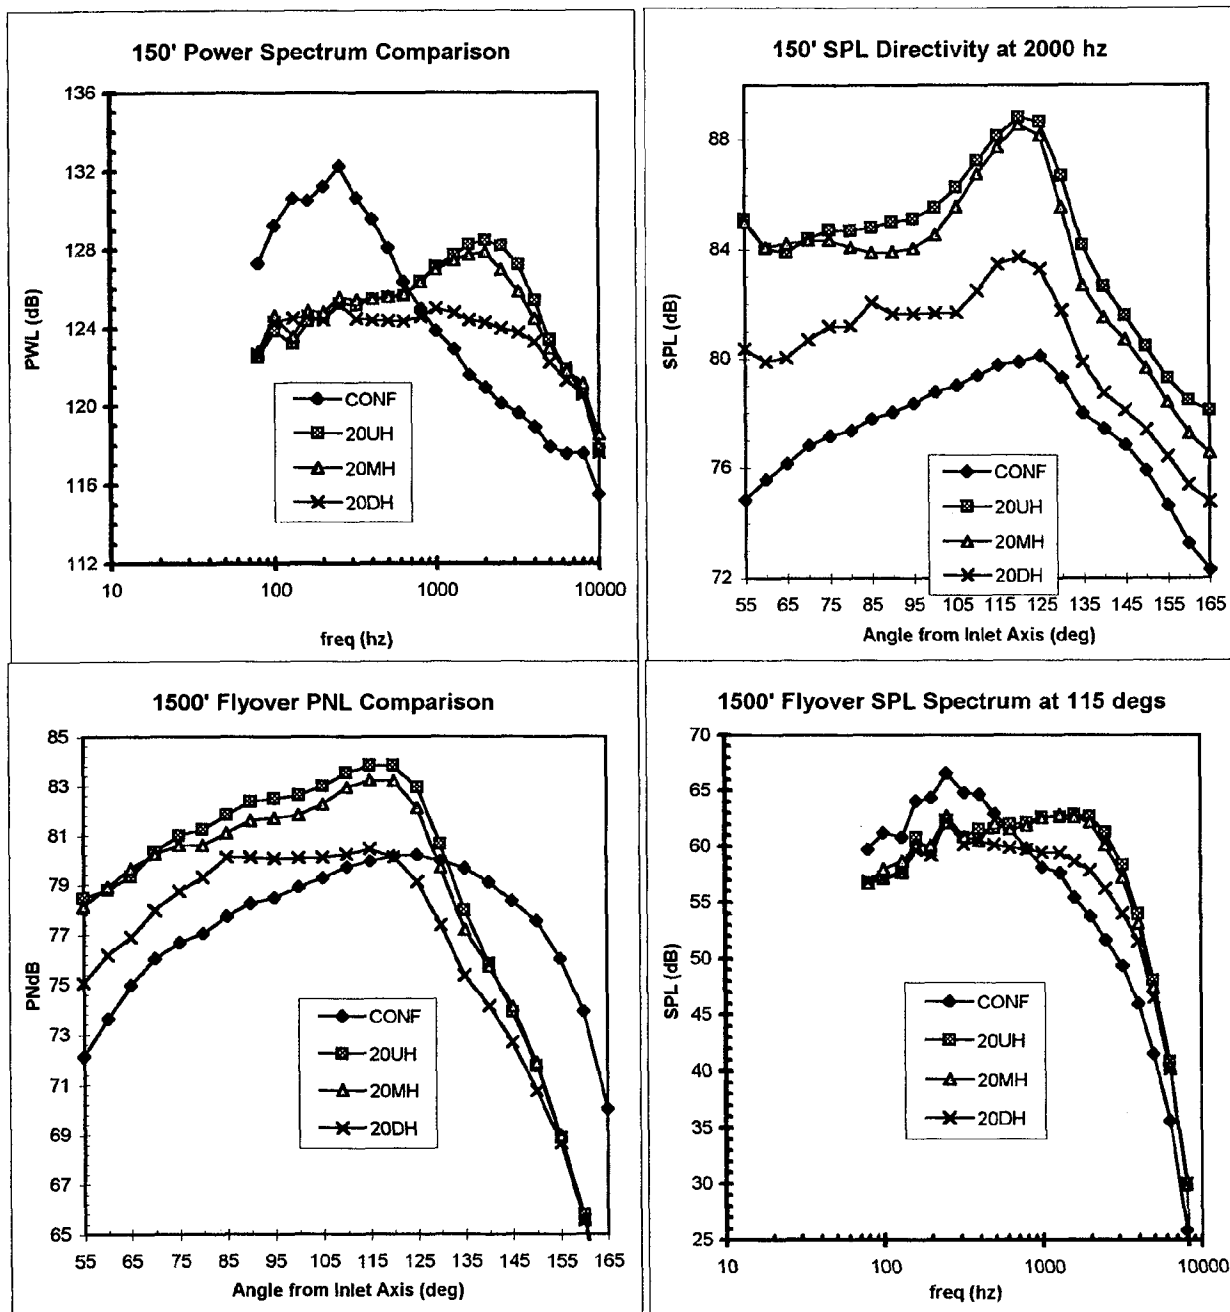 150' Power Spectrum Comparison
136
132
128
124
120
116
112
PWL (dB)
CONF
20UH
20MH
20DH
10
100
1000
10000
freq (hz)
150' SPL Directivity at 2000 hz
88
84
80
76
72
SPL (dB)
CONF
20UH
20MH
20DH
55 65 75 85 95 105 115 125 135 145 155 165
Angle from Inlet Axis (deg)
1500' Flyover PNL Comparison
85
83
81
79
77
75
73
71
69
67
65
PNdB
CONF
20UH
20MH
20DH
55 65 75 85 95 105 115 125 135 145 155 165
Angle from Inlet Axis (deg)
1500' Flyover SPL Spectrum at 115 degs
70
65
60
55
50
45
40
35
30
25
SPL (dB)
CONF
20UH
20MH
20DH
10
100
1000
10000
freq (hz)